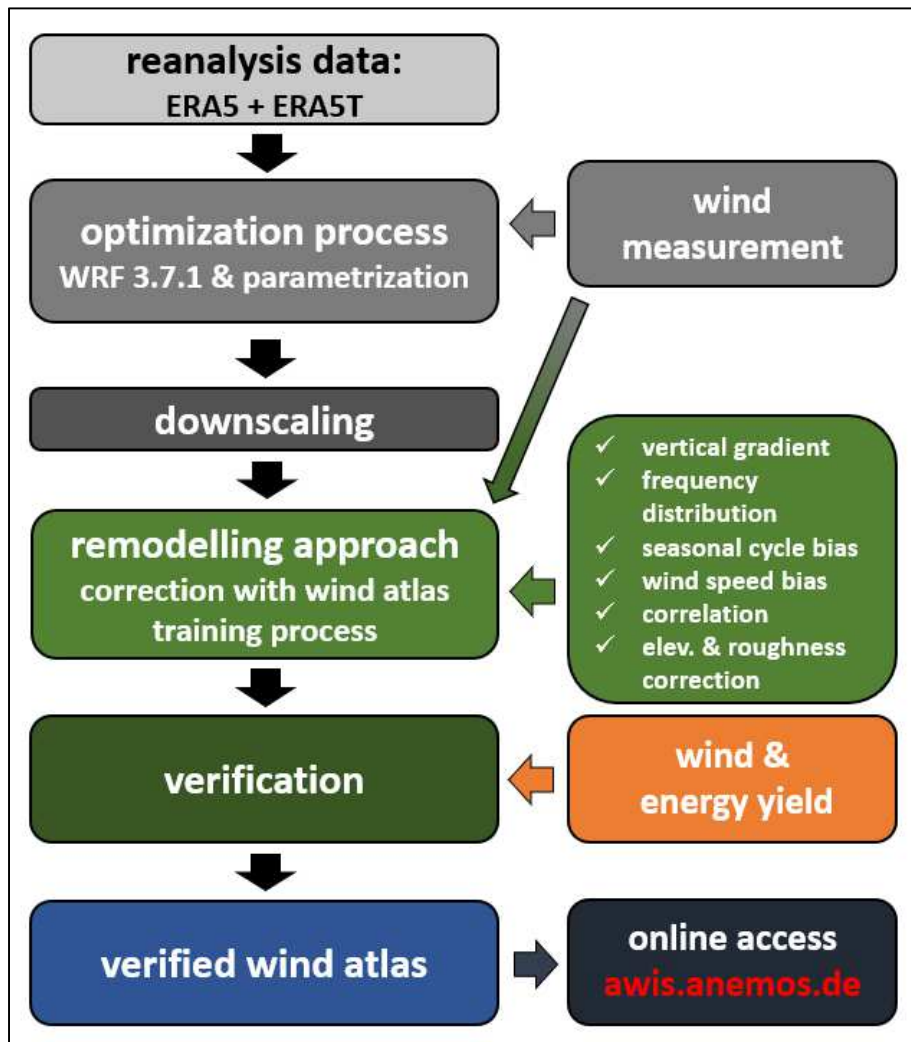 reanalysis data:
ERA5 + ERA5T
optimization process
WRF 3.7.1 & parametrization
wind
measurement
downscaling
remodelling approach
correction with wind atlas
training process
✓ vertical gradient
✓ frequency
distribution
✓ seasonal cycle bias
✓ wind speed bias
✓ correlation
✓ elev. & roughness
correction
verification
wind &
energy yield
verified wind atlas
online access
awis.anemos.de